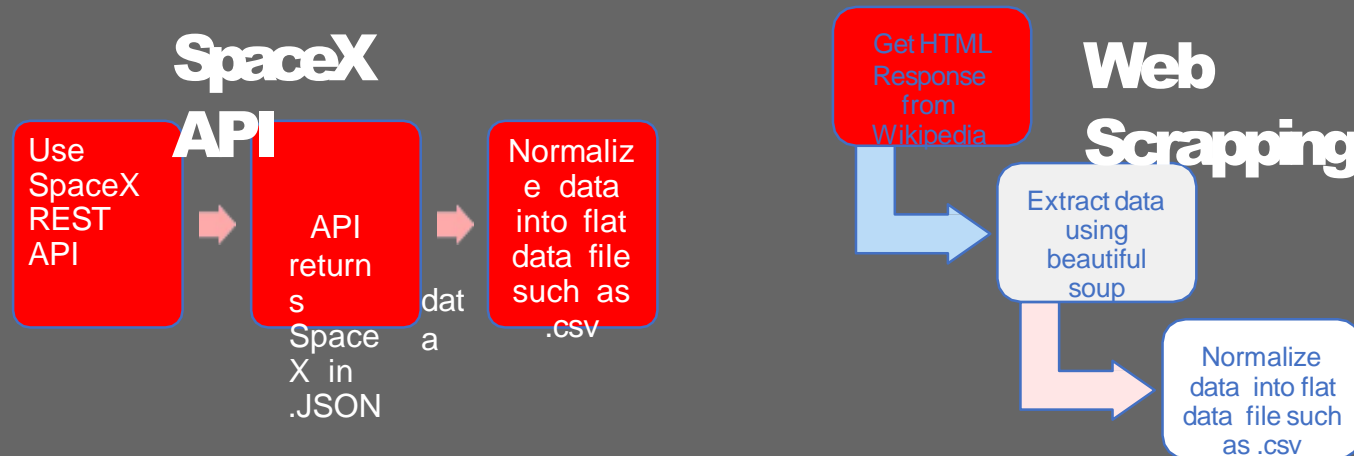 SpaceX
API
Use
SpaceX
REST
API
API
return
s
Space
X in
.JSON
dat
a
Normaliz
e data
into flat
data file
such as
.csv
Web
Scrapping
Get HTML
Response
from
Wikipedia
Extract data
using
beautiful
soup
Normalize
data into flat
data file such
as .csv